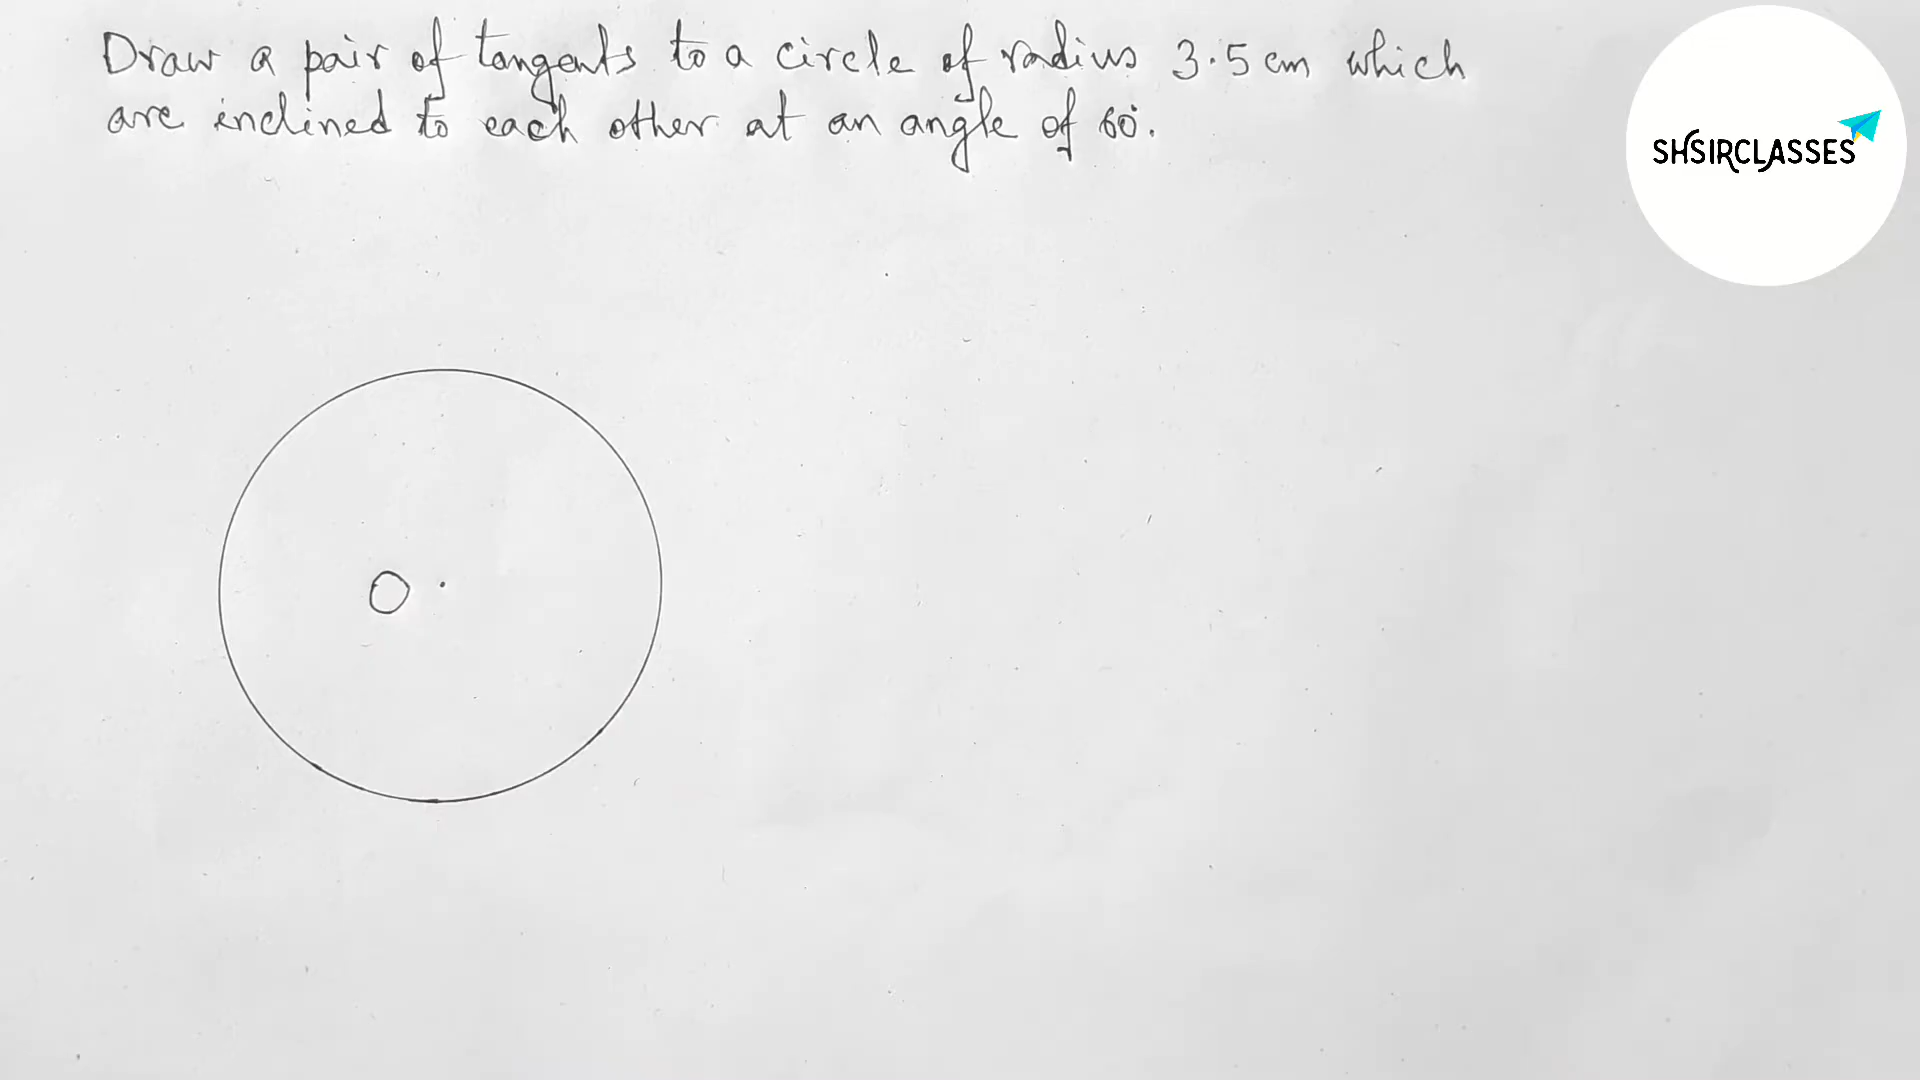 Draw a pair of tangents to a circle of radius 3.5 cm which
are inclined to each other at an angle of 60°.
SHSIRCLASSES
O